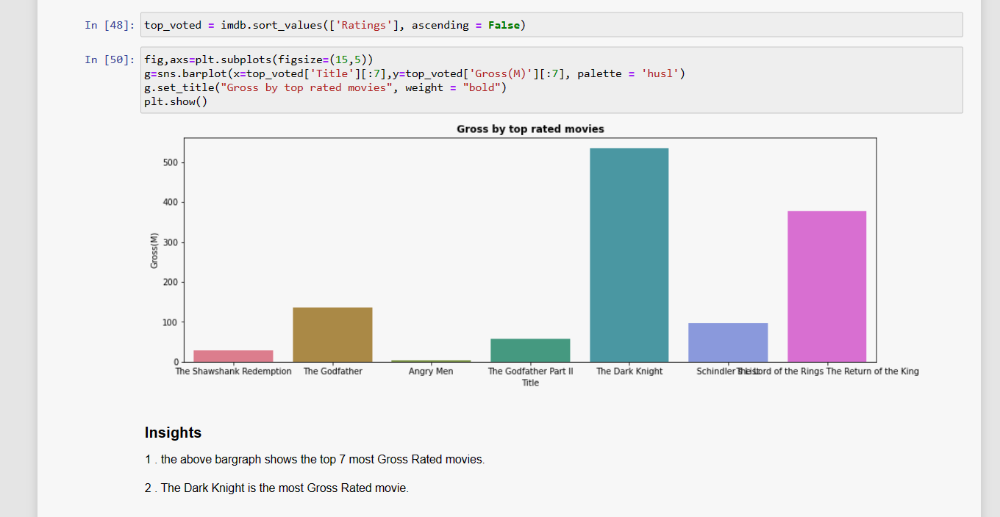 In [48]: top_voted = imdb.sort_values(['Ratings'], ascending = False)
In [50]: fig,axs=plt.subplots(figsize=(15,5))
g=sns.barplot(x=top_voted['Title'][:7],y=top_voted['Gross(M)'][:7], palette = 'husl')
g.set_title("Gross by top rated movies", weight = "bold")
plt.show()
Gross by top rated movies
500
400
300
200
100
0
Gross(M)
The Shawshank Redemption The Godfather Angry Men The Godfather Part II The Dark Knight Schindler's List The Lord of the Rings The Return of the King
Title
Insights
1 . the above bargraph shows the top 7 most Gross Rated movies.
2 . The Dark Knight is the most Gross Rated movie.